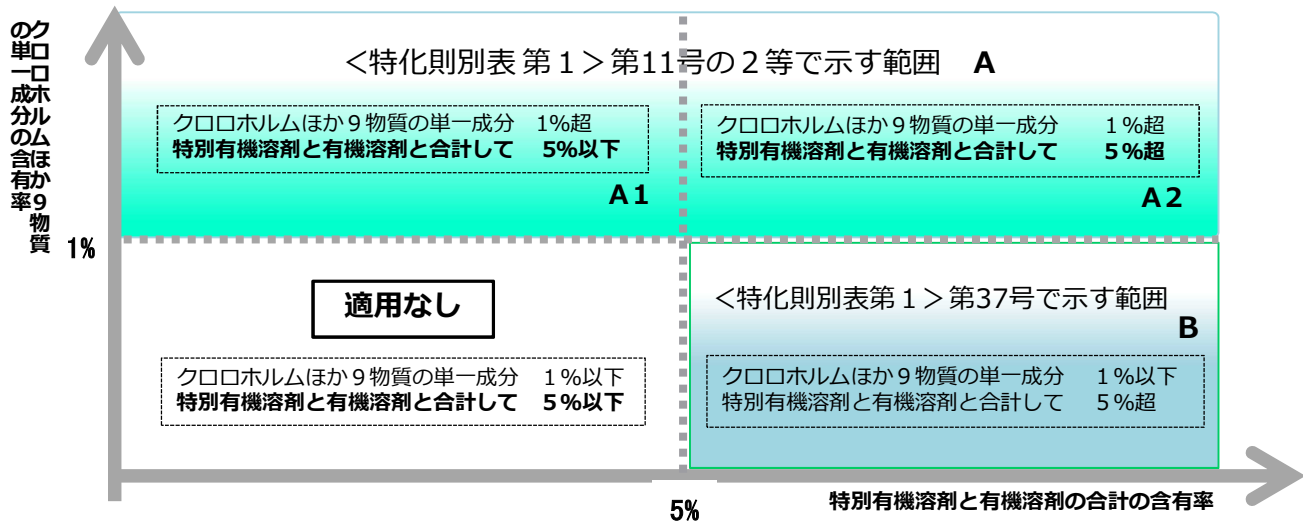 クロロホルムほか９物質
の単一成分の含有率
＜特化則別表 第１＞第11号の２等で示す範囲 A
クロロホルムほか９物質の単一成分 1％超
特別有機溶剤と有機溶剤と合計して 5％以下
A１
クロロホルムほか９物質の単一成分 １％超
特別有機溶剤と有機溶剤と合計して ５％超
A２
1%
適用なし
クロロホルムほか９物質の単一成分 １％以下
特別有機溶剤と有機溶剤と合計して ５％以下
＜特化則別表第１＞第37号で示す範囲
B
クロロホルムほか９物質の単一成分 １％以下
特別有機溶剤と有機溶剤と合計して ５％超
5%
特別有機溶剤と有機溶剤の合計の含有率